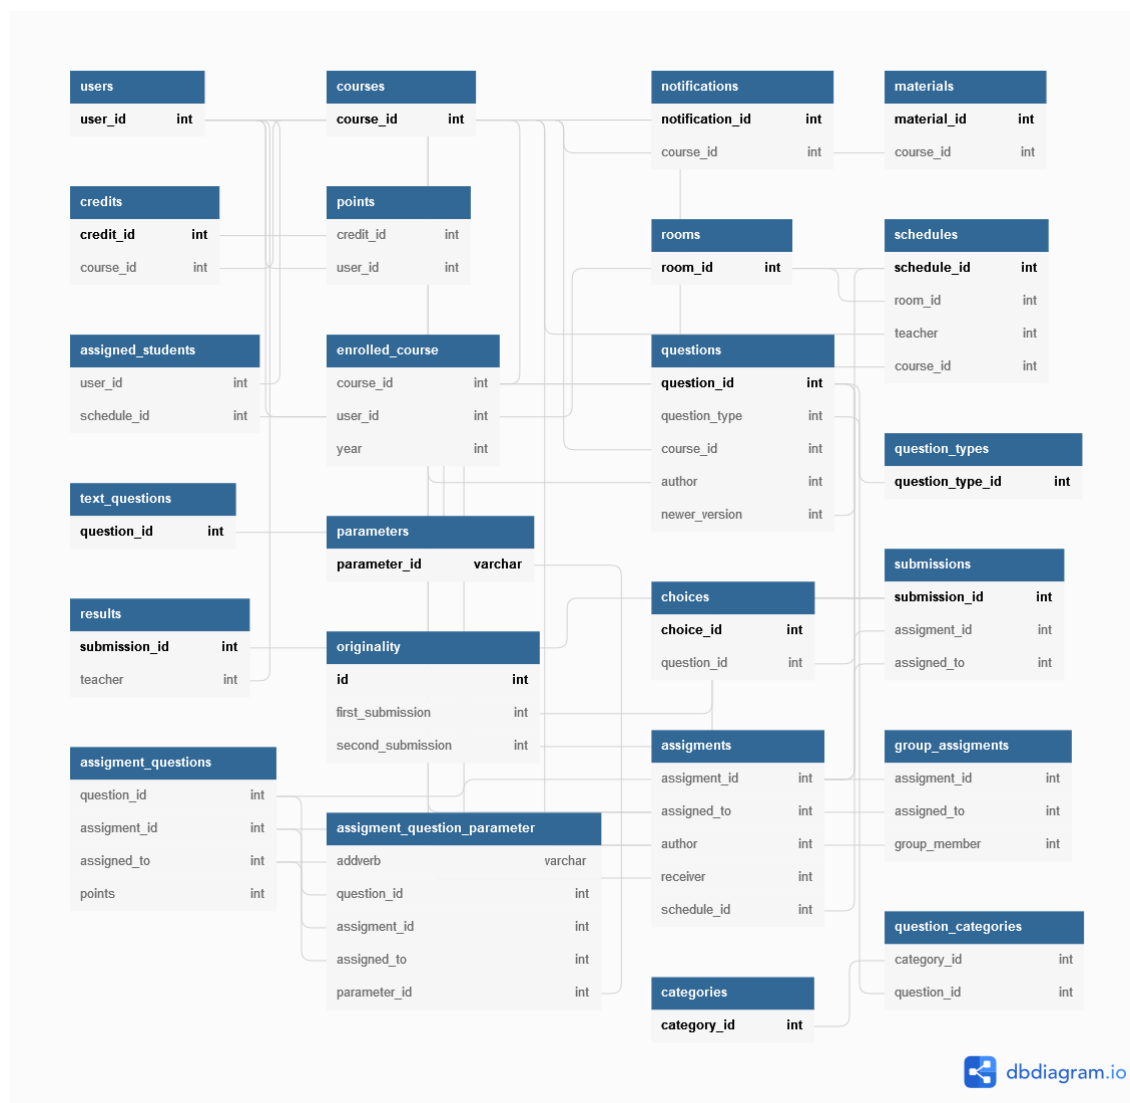 users
user_id int
courses
course_id int
notifications
notification_id int
course_id int
materials
material_id int
course_id int
credits
credit_id int
course_id int
points
credit_id int
user_id int
rooms
room_id int
schedules
schedule_id int
room_id int
teacher int
course_id int
assigned_students
user_id int
schedule_id int
enrolled_course
course_id int
user_id int
year int
questions
question_id int
question_type int
course_id int
author int
newer_version int
question_types
question_type_id int
text_questions
question_id int
parameters
parameter_id varchar
choices
choice_id int
question_id int
submissions
submission_id int
assigment_id int
assigned_to int
results
submission_id int
teacher int
originality
id int
first_submission int
second_submission int
assigments
assigment_id int
assigned_to int
author int
receiver int
schedule_id int
group_assigments
assigment_id int
assigned_to int
group_member int
assigment_questions
question_id int
assigment_id int
assigned_to int
points int
assigment_question_parameter
addverb varchar
question_id int
assigment_id int
assigned_to int
parameter_id int
categories
category_id int
question_categories
category_id int
question_id int
dbdiagram.io